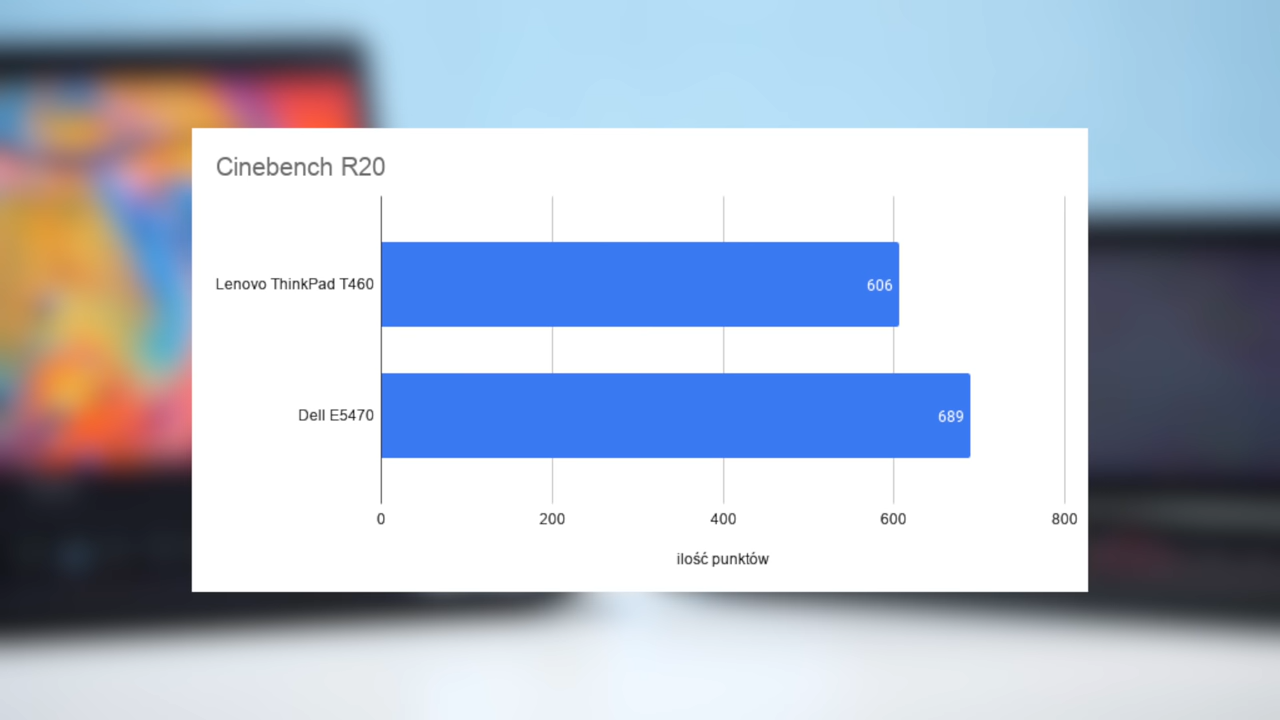 Cinebench R20
Lenovo ThinkPad T460
606
Dell E5470
689
0 200 400 600 800
ilość punktów